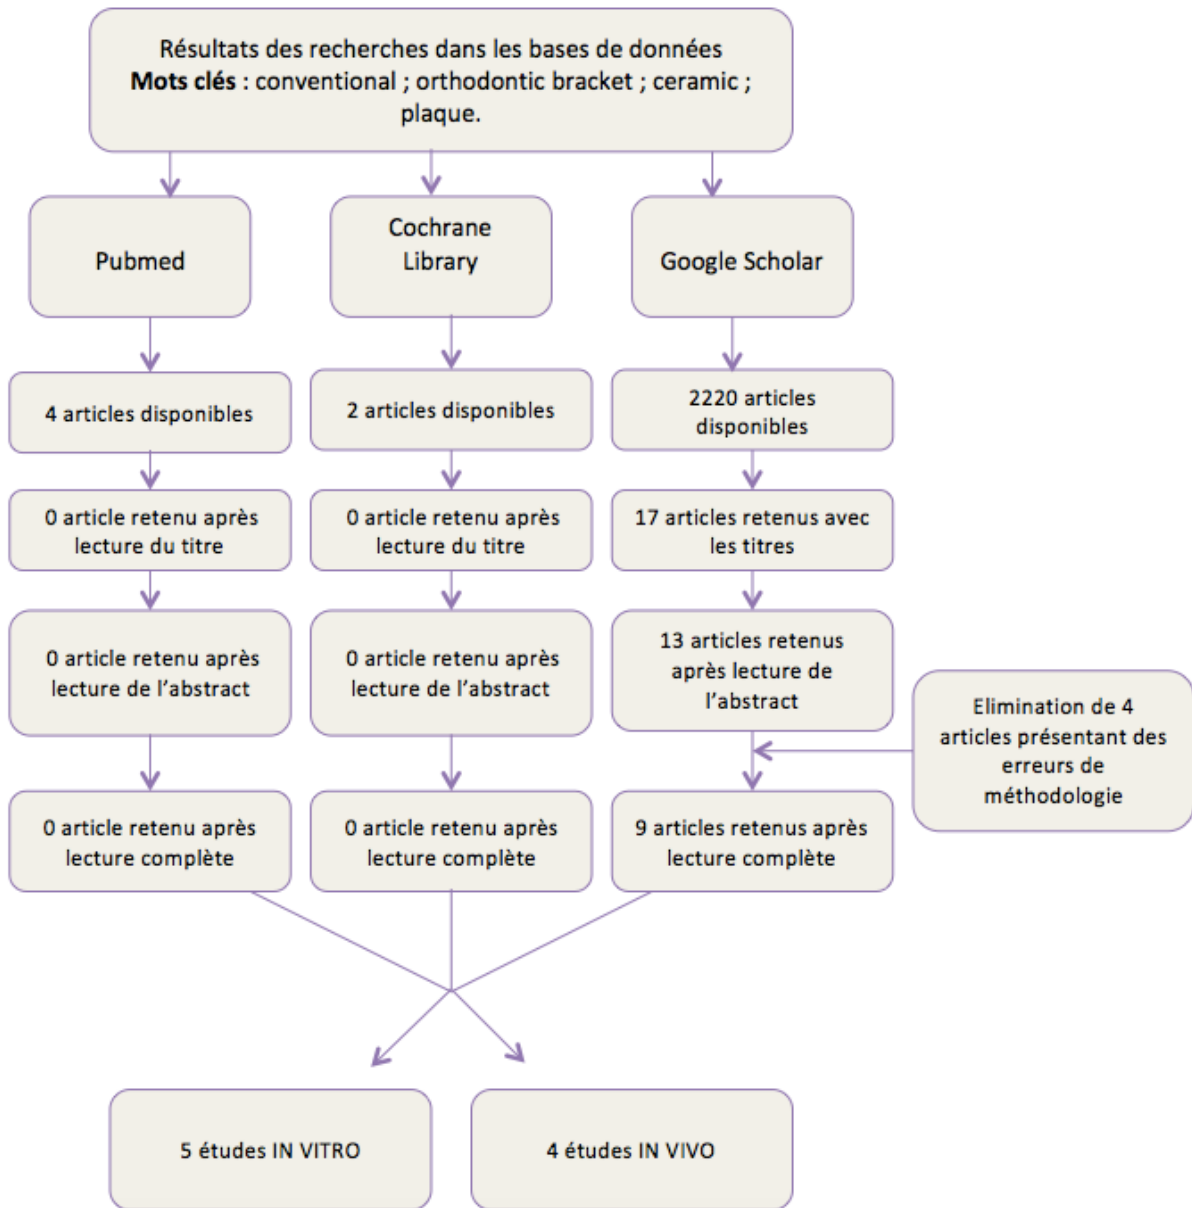 Résultats des recherches dans les bases de données
Mots clés : conventional ; orthodontic bracket ; ceramic ;
plaque.
Pubmed
Cochrane
Library
Google Scholar
4 articles disponibles
2 articles disponibles
2220 articles
disponibles
0 article retenu après
lecture du titre
0 article retenu après
lecture du titre
17 articles retenus avec
les titres
0 article retenu après
lecture de l’abstract
0 article retenu après
lecture de l’abstract
13 articles retenus
après lecture de
l’abstract
Elimination de 4
articles présentant des
erreurs de
méthodologie
0 article retenu après
lecture complète
0 article retenu après
lecture complète
9 articles retenus après
lecture complète
5 études IN VITRO
4 études IN VIVO